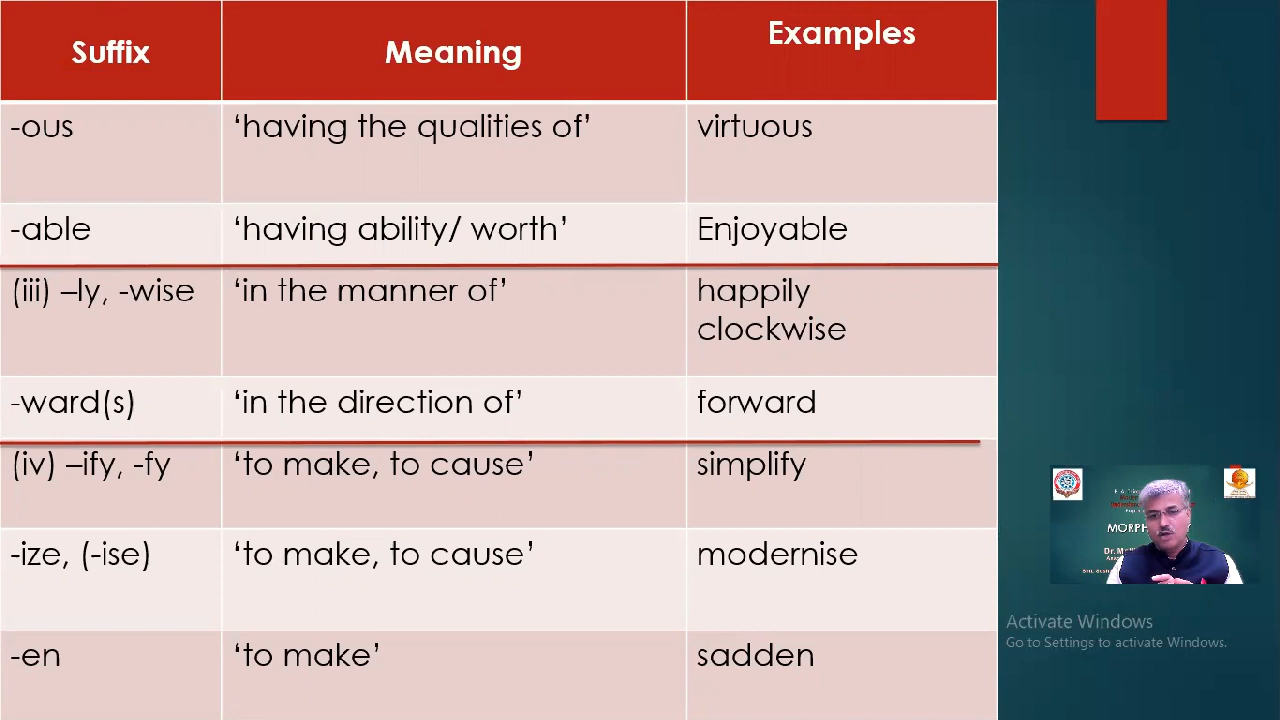 Suffix Meaning Examples
-ous ‘having the qualities of’ virtuous
-able ‘having ability/ worth’ Enjoyable
(iii) –ly, -wise ‘in the manner of’ happily
clockwise
-ward(s) ‘in the direction of’ forward
(iv) –ify, -fy ‘to make, to cause’ simplify
-ize, (-ise) ‘to make, to cause’ modernise
-en ‘to make’ sadden
MORPH
Activate Windows
Go to Settings to activate Windows.